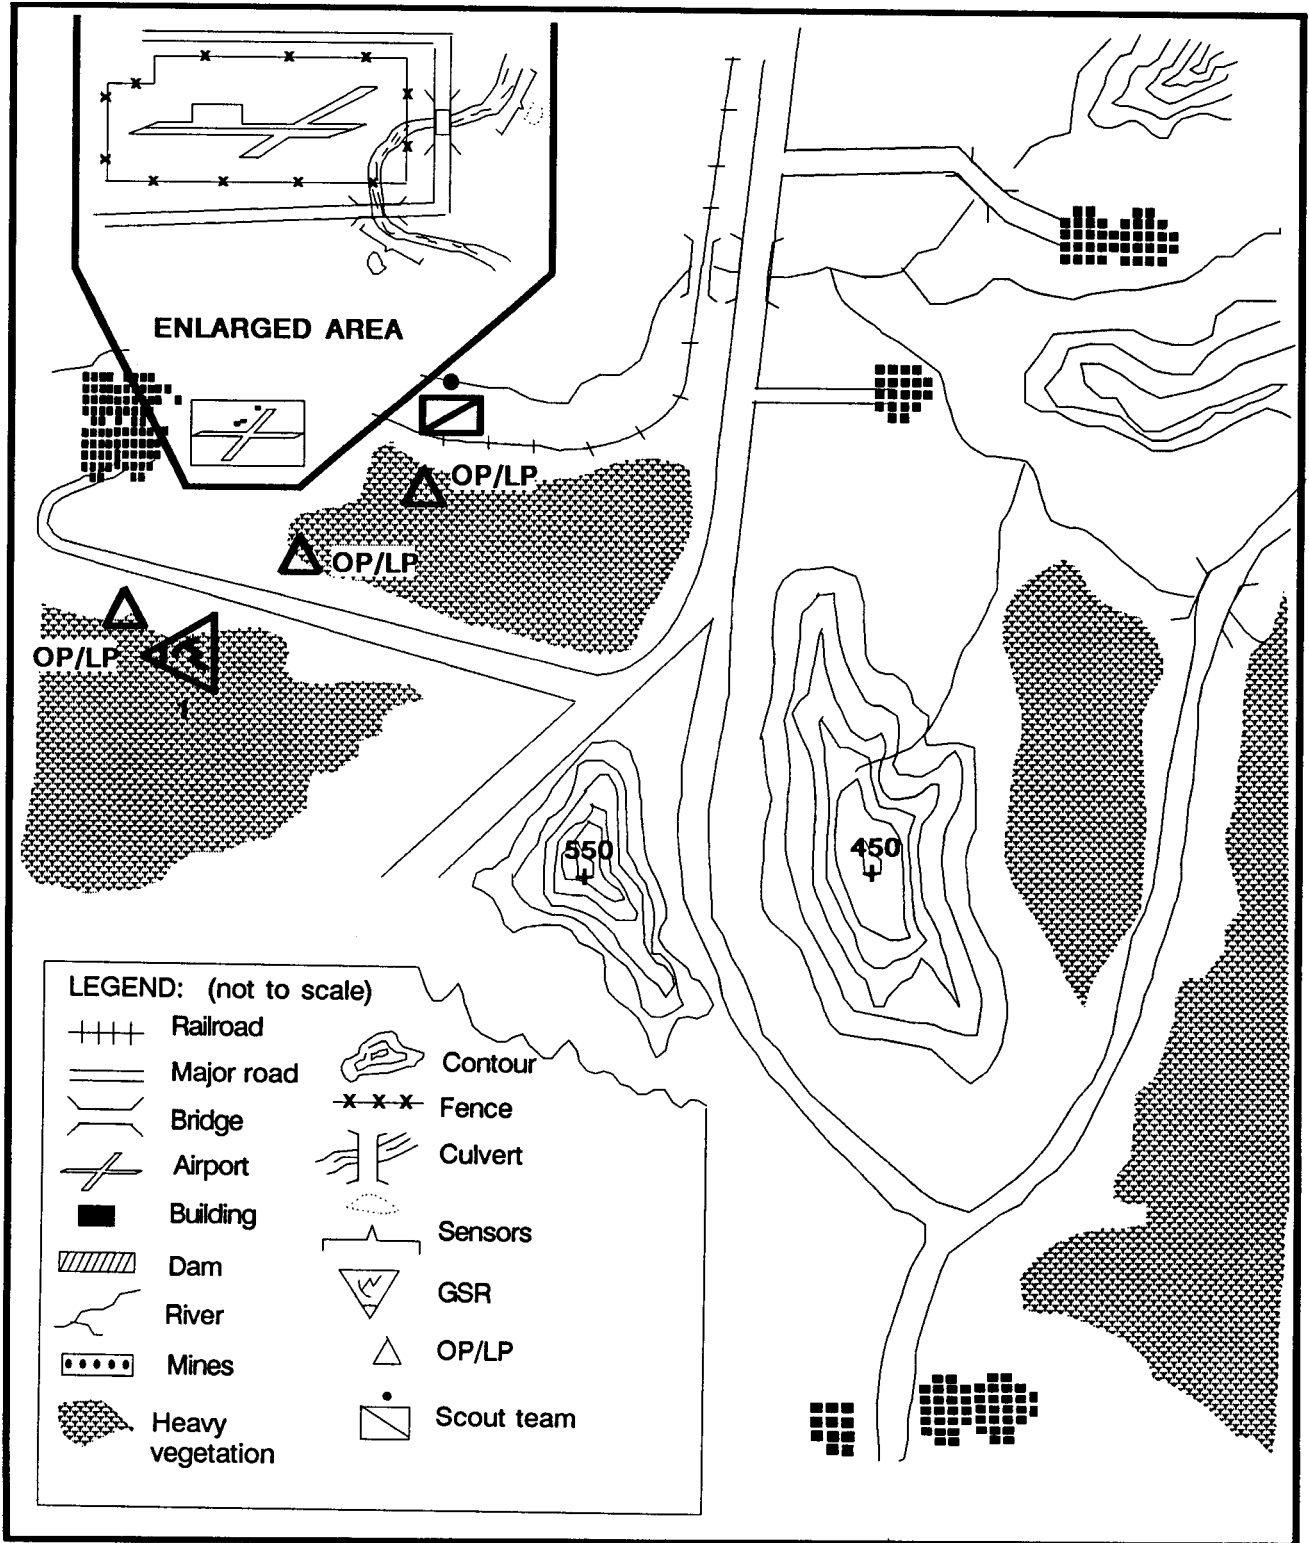 ENLARGED AREA
OP/LP
OP/LP
OP/LP
1
550
450
LEGEND: (not to scale)
Railroad
Major road
Bridge
Airport
Building
Dam
River
Mines
Heavy
vegetation
Contour
Fence
Culvert
Sensors
GSR
OP/LP
Scout team